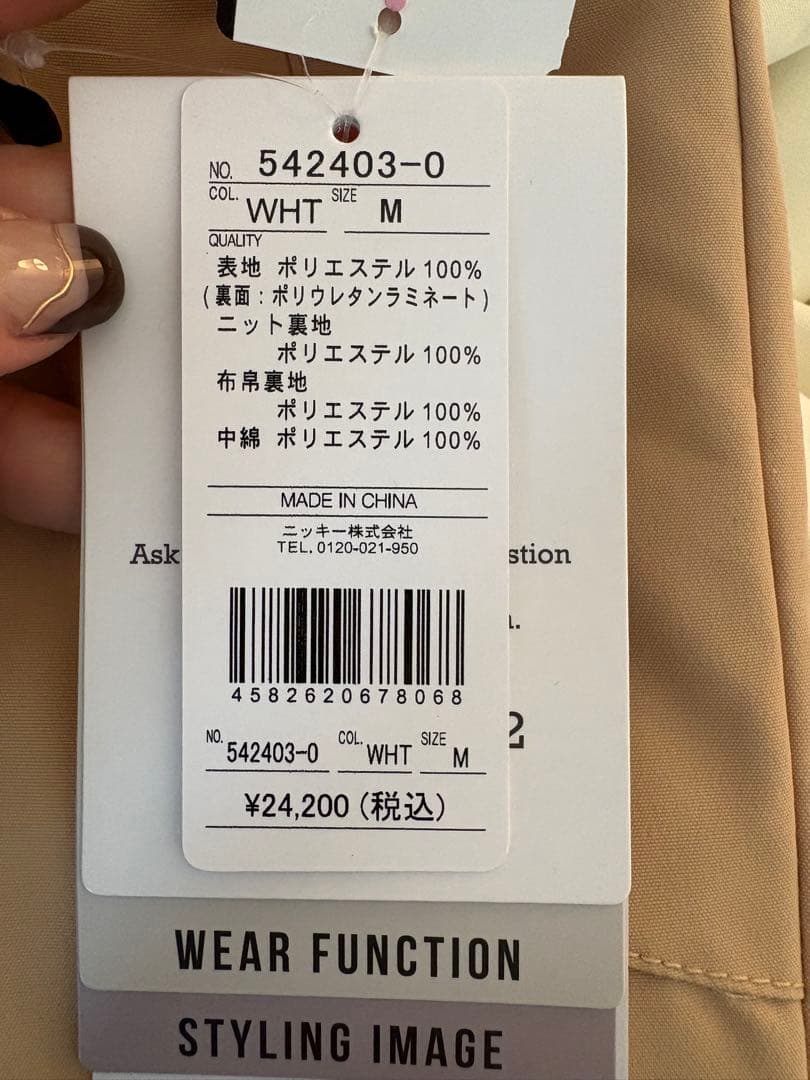 NO. 542403-0
COL. WHT SIZE M
QUALITY
表地 ポリエステル 100%
(裏面:ポリウレタンラミネート)
ニット裏地
ポリエステル 100%
布帛裏地
ポリエステル 100%
中綿 ポリエステル 100%
MADE IN CHINA
ニッキー株式会社
TEL. 0120-021-950
Ask
stion
4582620678068
NO. 542403-0 COL. WHT SIZE M
2
¥24,200(税込)
WEAR FUNCTION
STYLING IMAGE